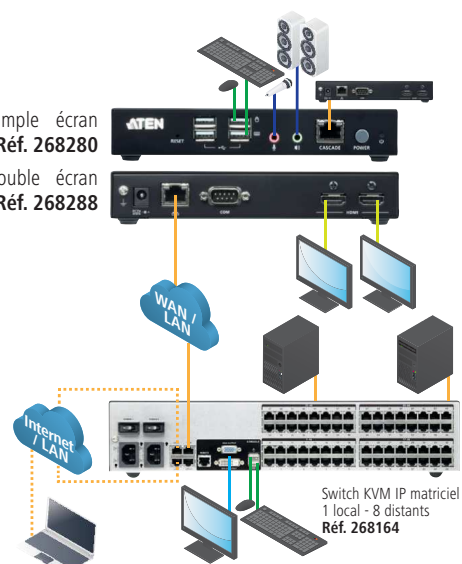 ATEN
RESET
CASCADE
POWER
mple écran
Réf. 268280
ouble écran
Réf. 268288
COM
HDMI
WAN /
LAN
Internet
/ LAN
Switch KVM IP matriciel
1 local - 8 distants
Réf. 268164